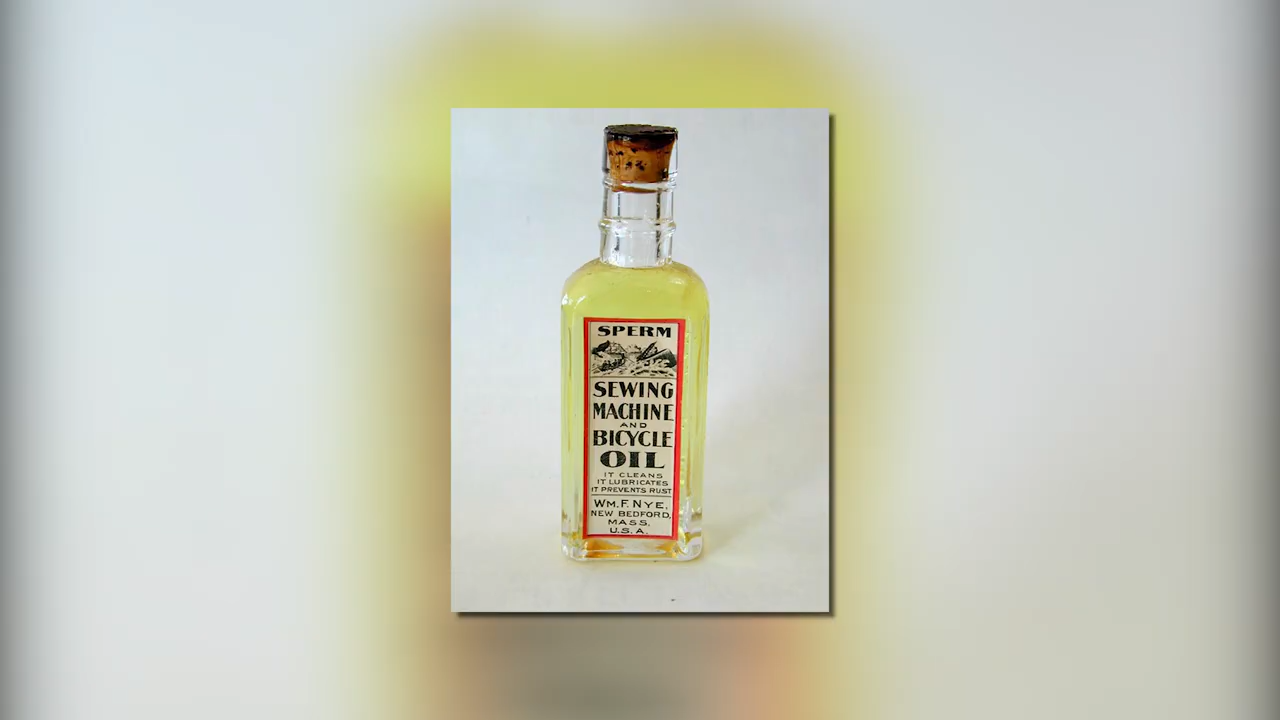 SPERM
SEWING
MACHINE
AND
BICYCLE
OIL
IT CLEANS
IT LUBRICATES
IT PREVENTS RUST
WM. F. NYE,
NEW BEDFORD,
MASS.
U.S.A.